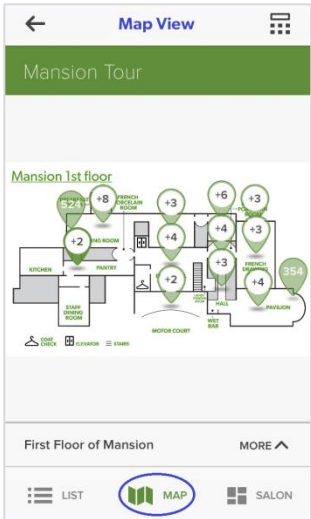 Map View
Mansion Tour
Mansion 1st floor
524
+8
FRENCH
PORCELAIN
ROOM
+3
+6
+3
+2
ING ROOM
+4
+4
+3
KITCHEN
PANTRY
+2
+3
FRENCH
+4
354
STAFF
DINING
ROOM
HALL
PAVILION
MOTOR COURT
WET
BAR
COAT
CHECK
ELEVATOR
STAIRS
First Floor of Mansion
MORE
LIST
MAP
SALON